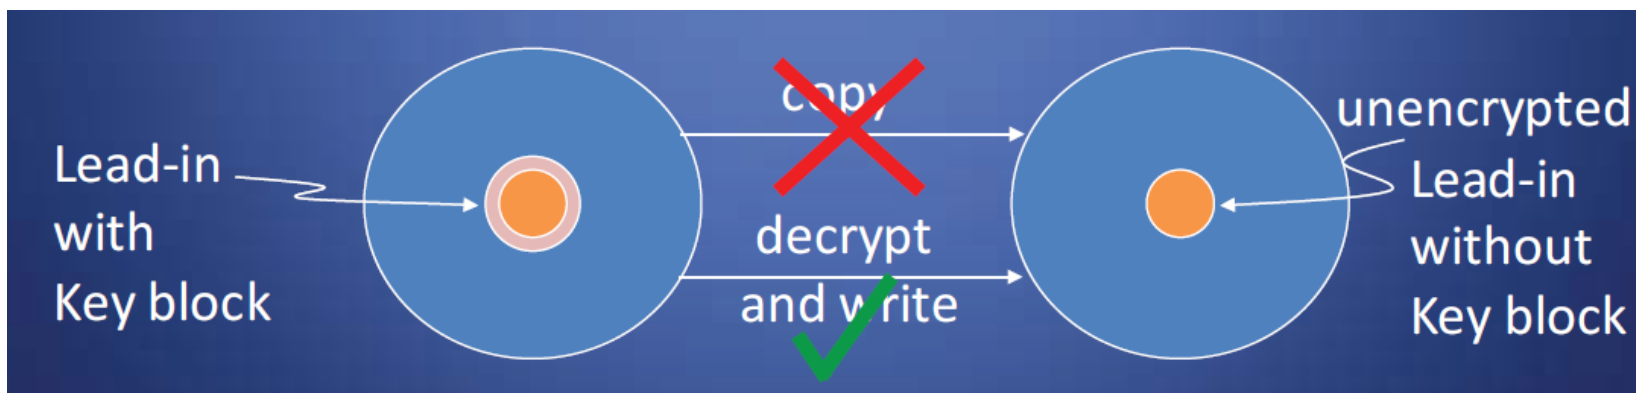 Lead-in
with
Key block
copy
decrypt
and write
unencrypted
Lead-in
without
Key block